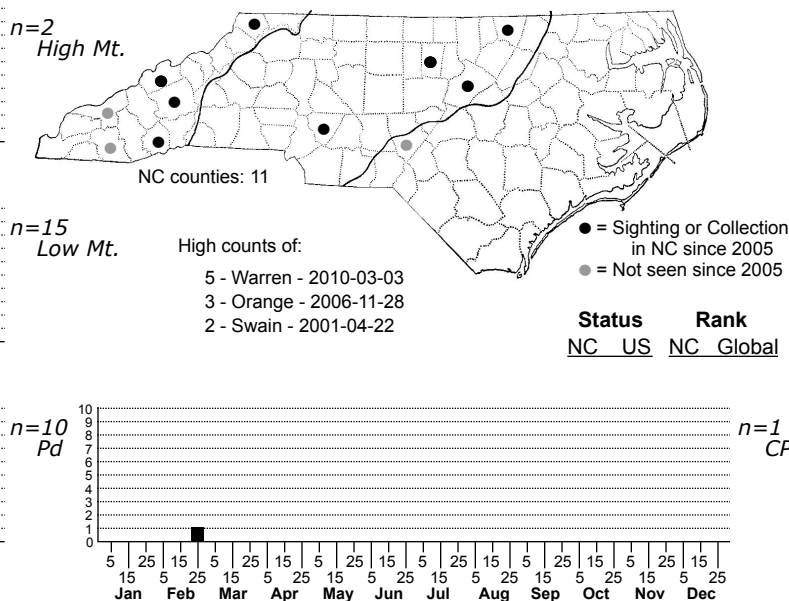 n=2
High Mt.
NC counties: 11
n=15
Low Mt.
High counts of:
5 - Warren - 2010-03-03
3 - Orange - 2006-11-28
2 - Swain - 2001-04-22
● = Sighting or Collection
in NC since 2005
● = Not seen since 2005
Status Rank
NC US NC Global
n=10
Pd
n=1
CP
10
9
8
7
6
5
4
3
2
1
0
5 25 15 5 25 15 5 25 15 5 25 15 5 25 15 5 25 15
15 5 25 15 5 25 15 5 25 15 5 25 15 5 25 15 5 25
Jan Feb Mar Apr May Jun Jul Aug Sep Oct Nov Dec